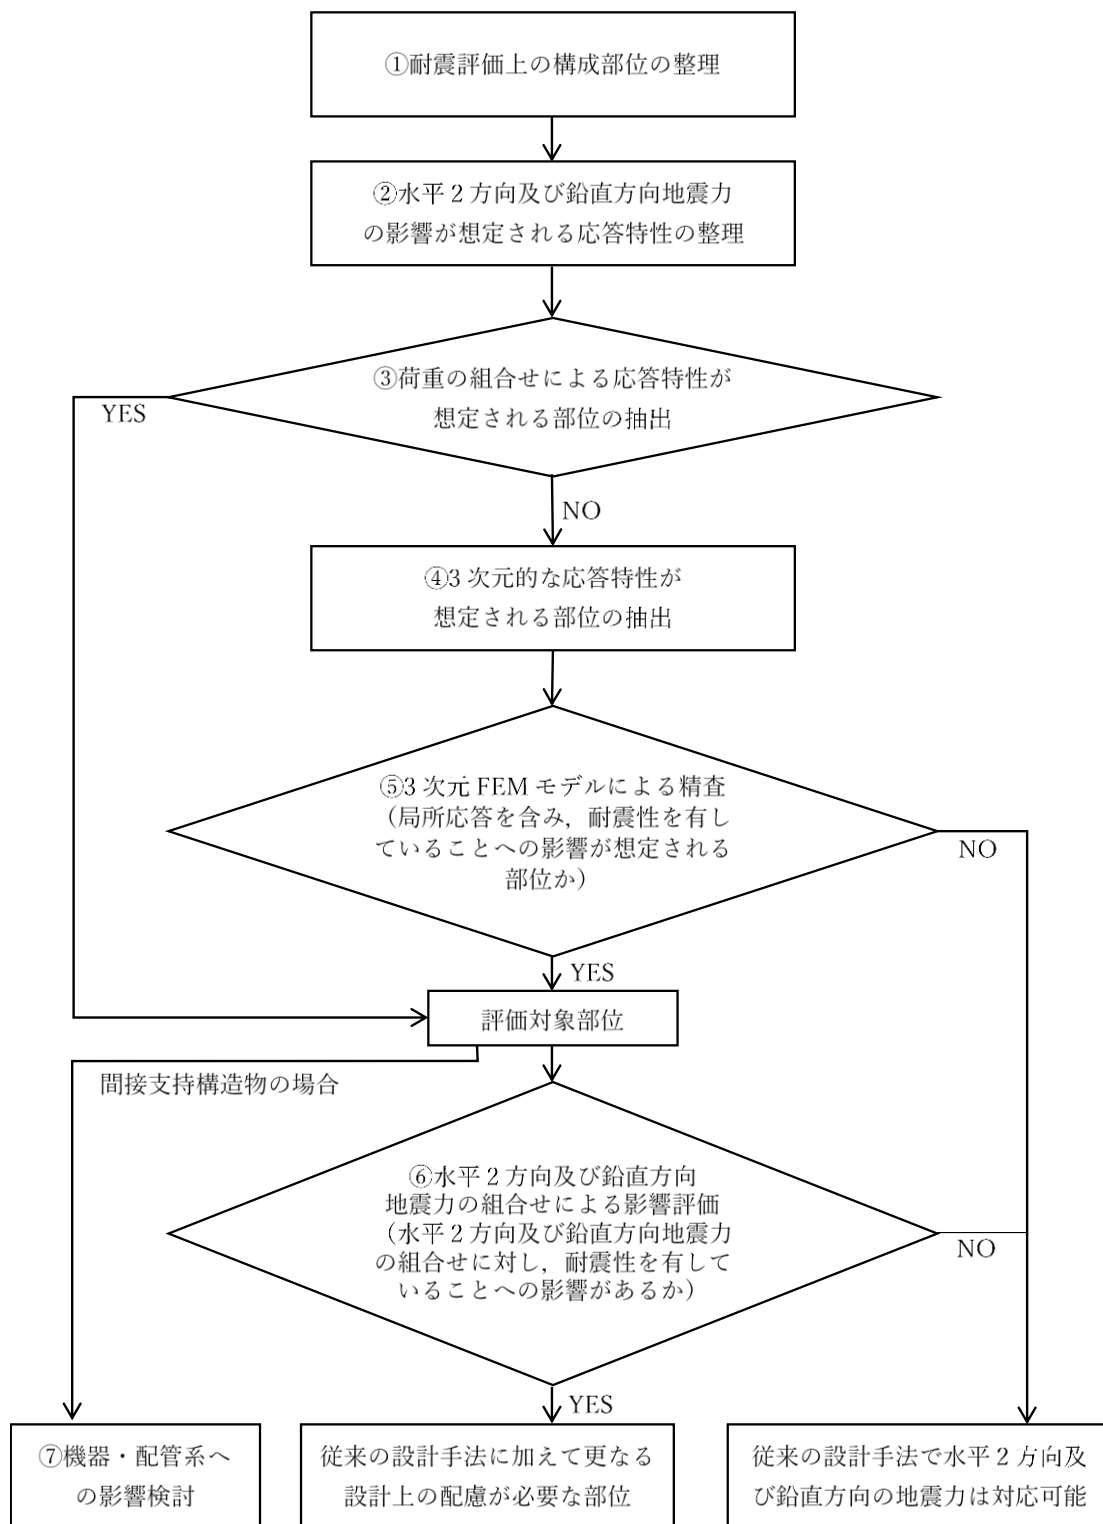 ①耐震評価上の構成部位の整理
②水平２方向及び鉛直方向地震力
の影響が想定される応答特性の整理
③荷重の組合せによる応答特性が
想定される部位の抽出
YES
NO
④3 次元的な応答特性が
想定される部位の抽出
⑤3 次元 FEM モデルによる精査
（局所応答を含み，耐震性を有し
ていることへの影響が想定される
部位か）
NO
YES
評価対象部位
間接支持構造物の場合
⑥水平２方向及び鉛直方向
地震力の組合せによる影響評価
（水平２方向及び鉛直方向地震力
の組合せに対し，耐震性を有して
いることへの影響があるか）
NO
YES
⑦機器・配管系へ
の影響検討
従来の設計手法に加えて更なる
設計上の配慮が必要な部位
従来の設計手法で水平２方向及
び鉛直方向の地震力は対応可能